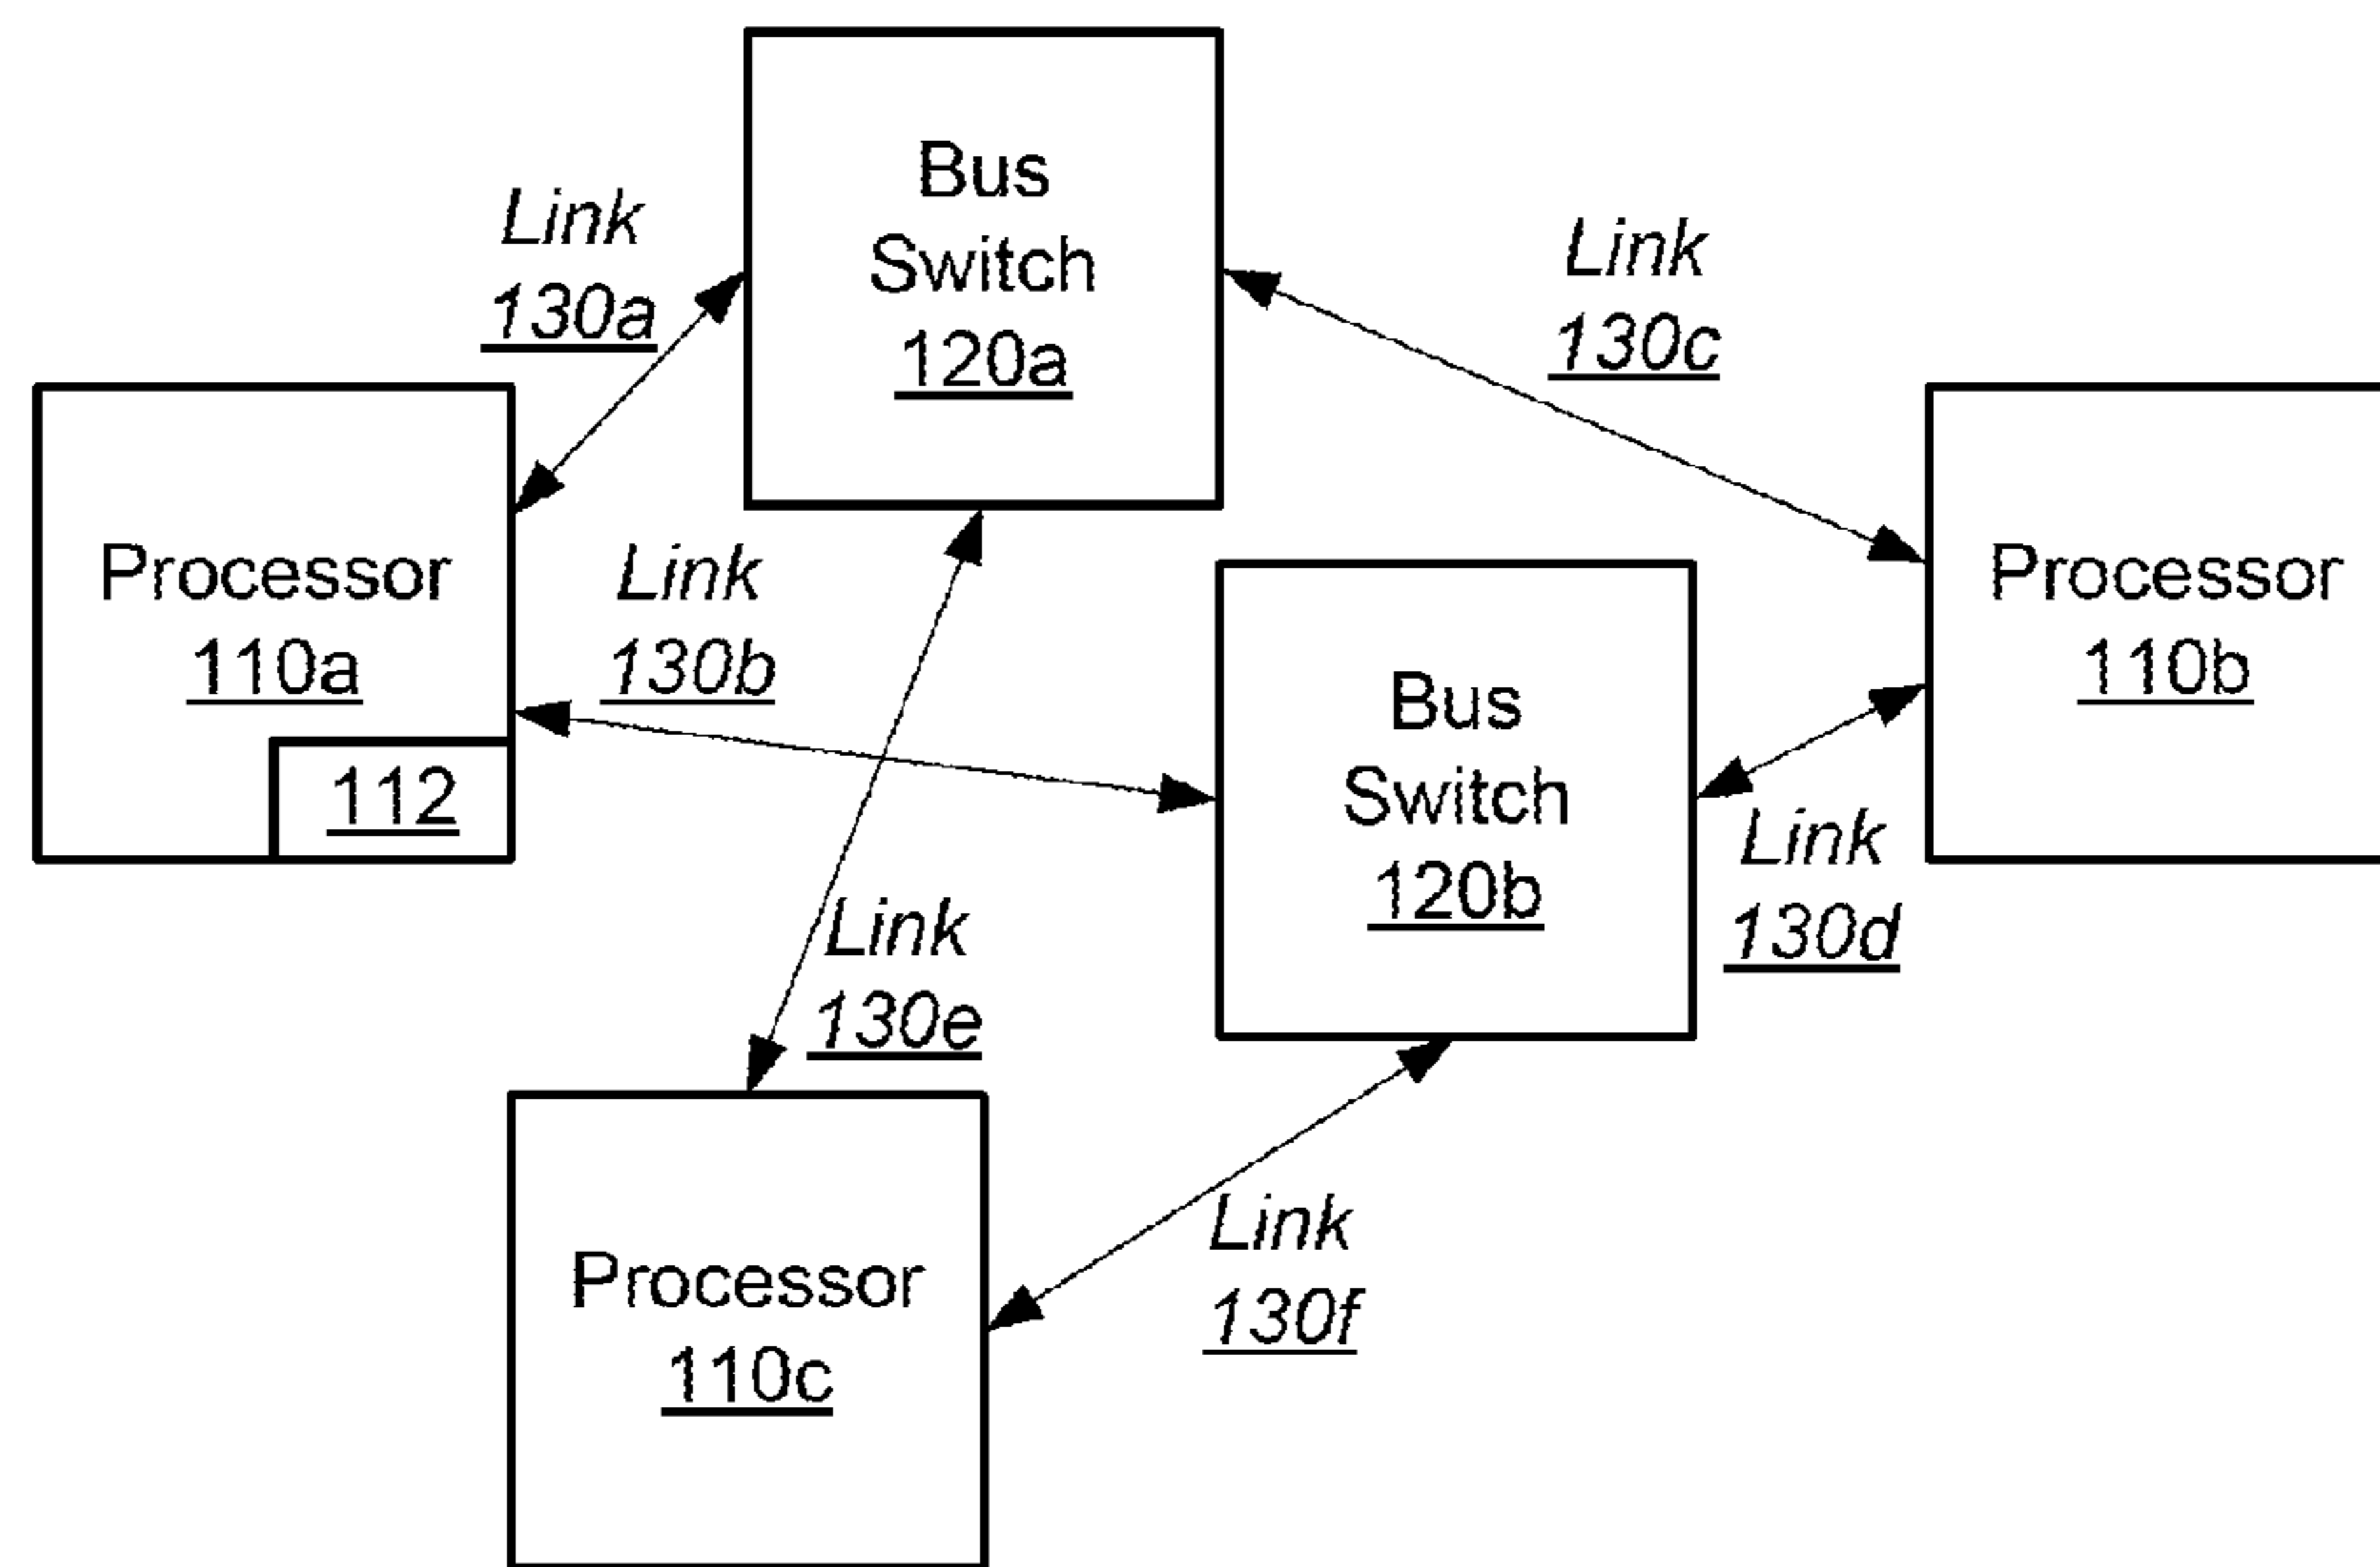 Bus
Switch
120a
Link
130a
Link
130c
Processor
110a
112
Link
130b
Bus
Switch
120b
Processor
110b
Link
130d
Link
130e
Processor
110c
Link
130f